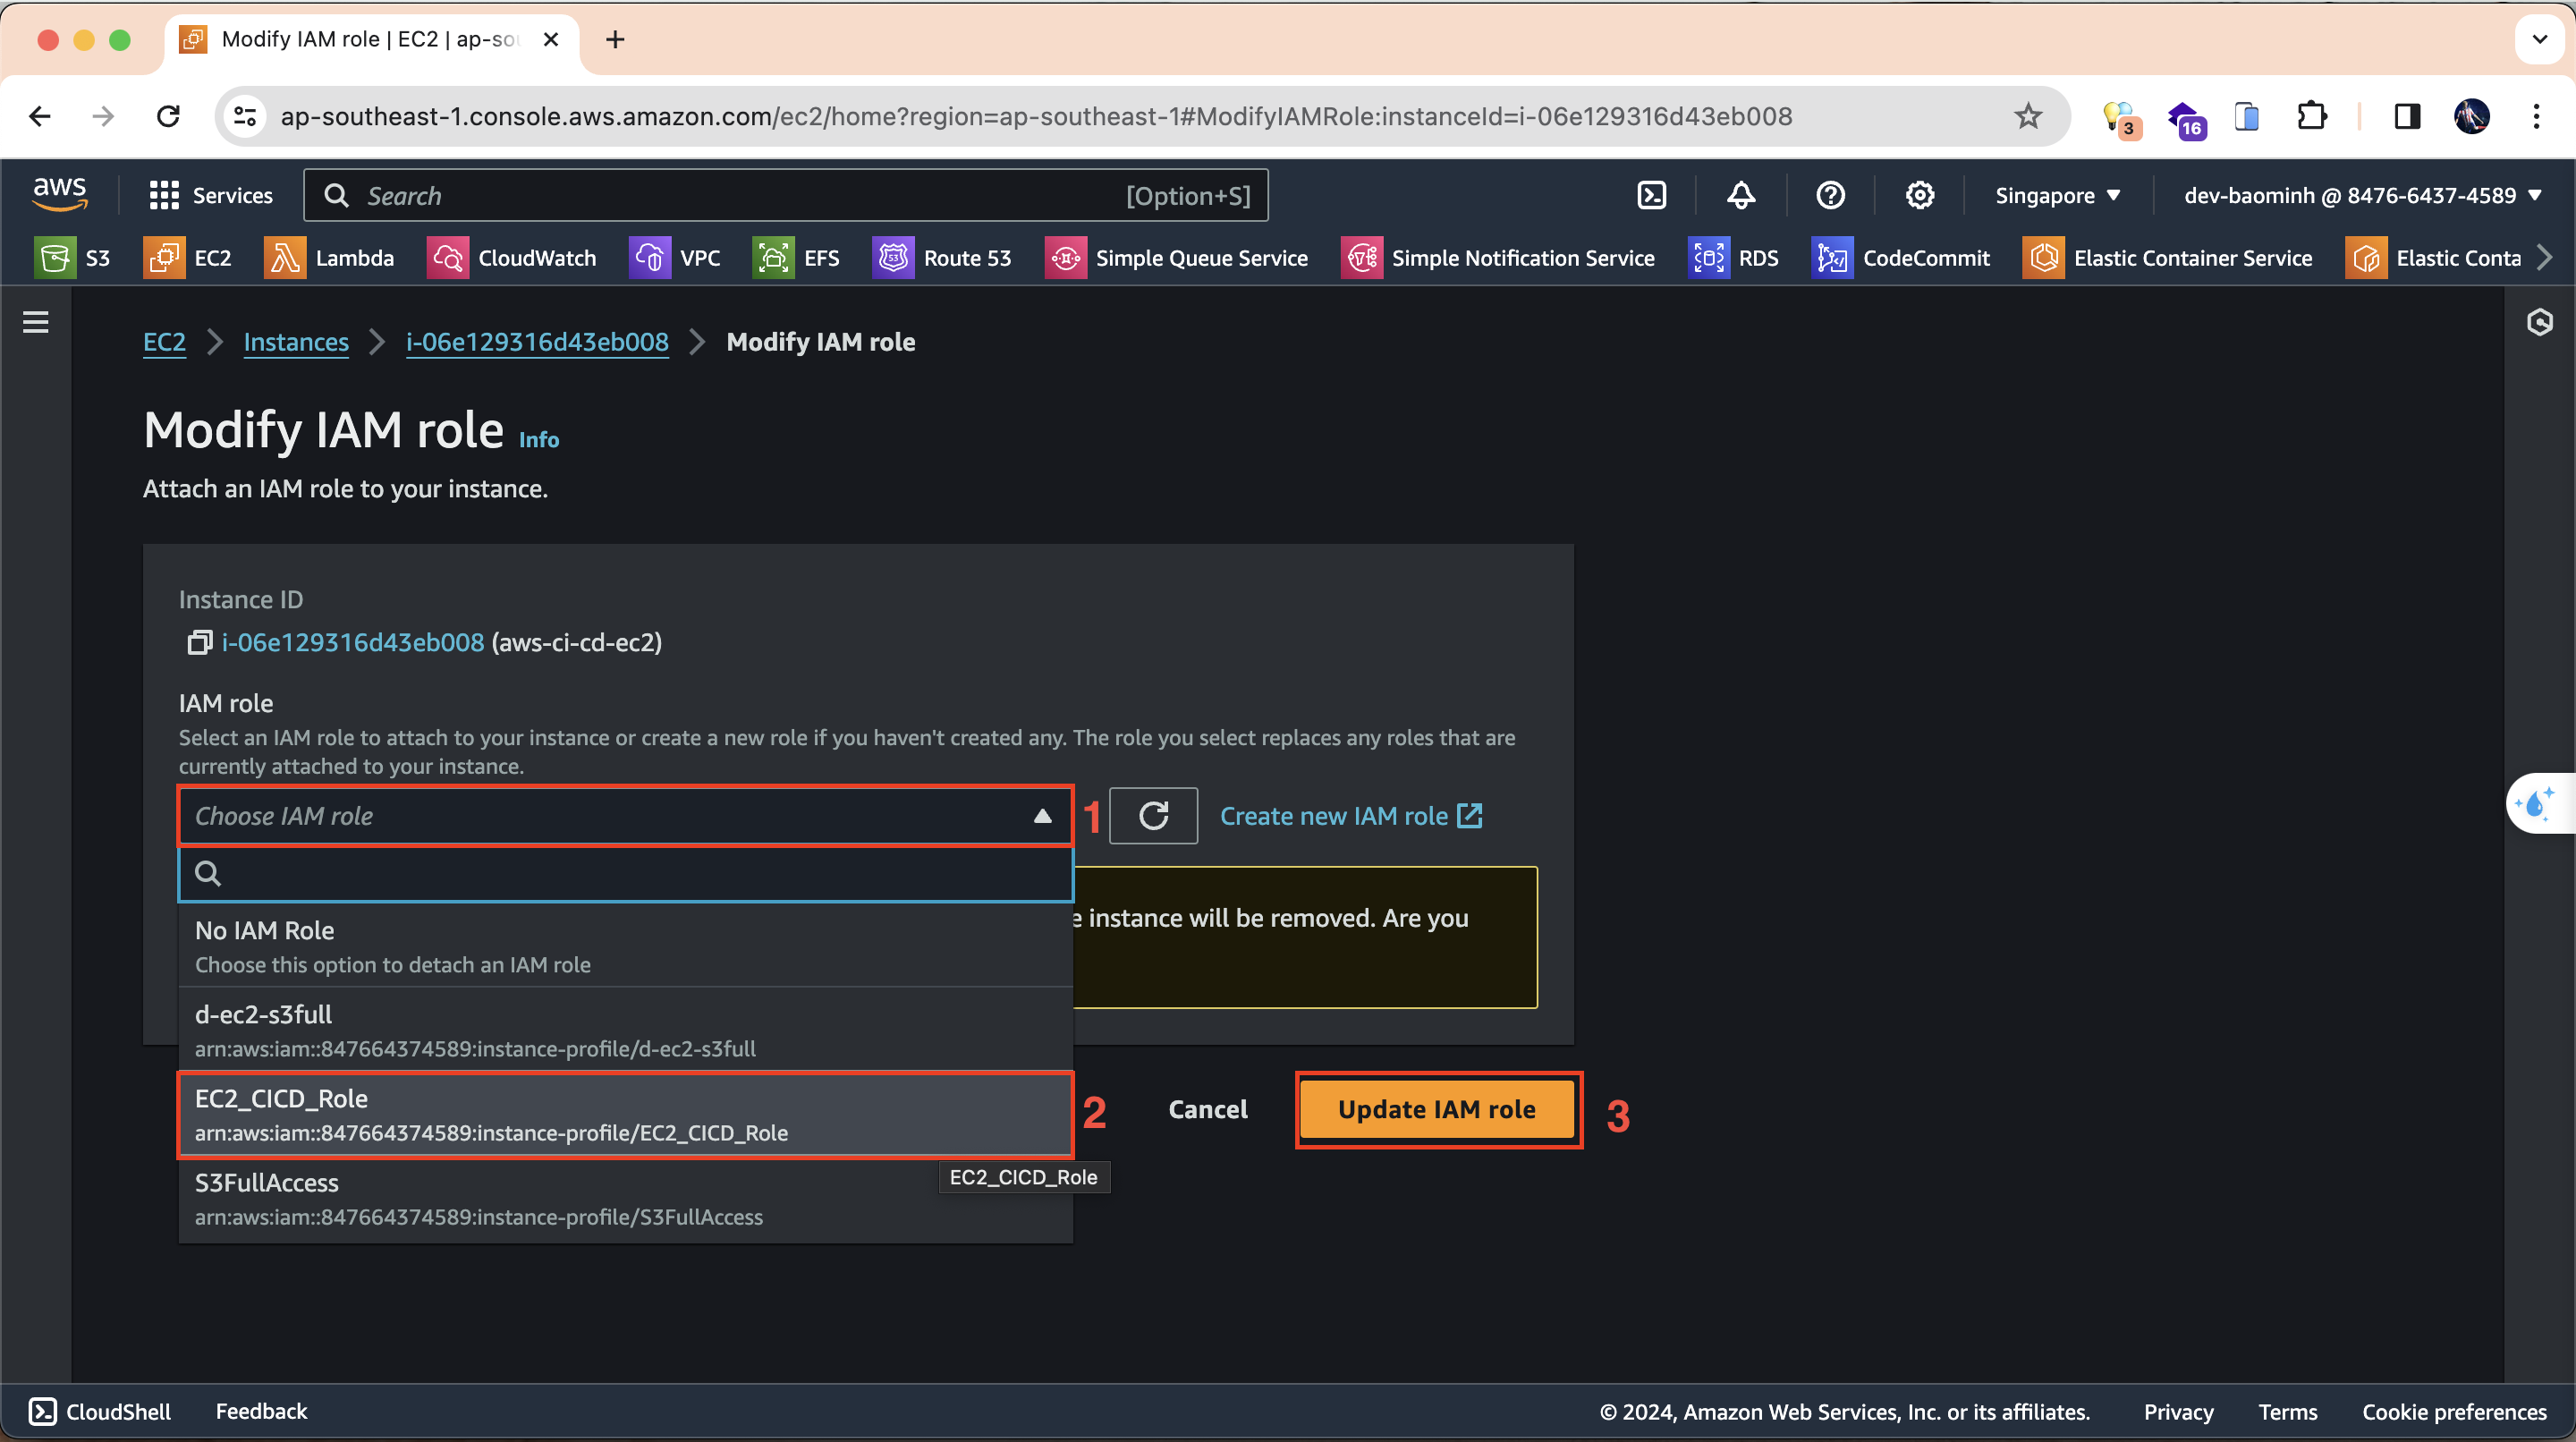 Modify IAM role | EC2 | ap-so
ap-southeast-1.console.aws.amazon.com/ec2/home?region=ap-southeast-1#ModifyIAMRole:instanceId=i-06e129316d43eb008
3
16
aws
Services
Search
[Option+S]
Singapore
dev-baominh @ 8476-6437-4589
S3
EC2
Lambda
CloudWatch
VPC
EFS
53
Route 53
Simple Queue Service
Simple Notification Service
RDS
CodeCommit
Elastic Container Service
Elastic Conta
EC2
Instances
i-06e129316d43eb008
Modify IAM role
Modify IAM role Info
Attach an IAM role to your instance.
Instance ID
i-06e129316d43eb008 (aws-ci-cd-ec2)
IAM role
Select an IAM role to attach to your instance or create a new role if you haven't created any. The role you select replaces any roles that are
currently attached to your instance.
Choose IAM role
1
Create new IAM role
e instance will be removed. Are you
No IAM Role
Choose this option to detach an IAM role
d-ec2-s3full
arn:aws:iam::847664374589:instance-profile/d-ec2-s3full
EC2_CICD_Role
arn:aws:iam::847664374589:instance-profile/EC2_CICD_Role
2
Cancel
Update IAM role
3
EC2_CICD_Role
S3FullAccess
arn:aws:iam::847664374589:instance-profile/S3FullAccess
CloudShell
Feedback
© 2024, Amazon Web Services, Inc. or its affiliates.
Privacy
Terms
Cookie preferences